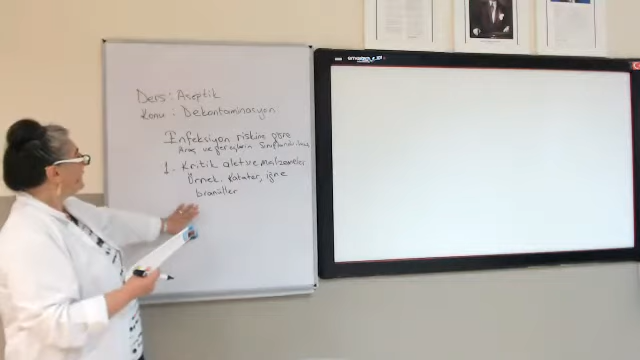 Ders: Aseptik
Konu: Dekontaminasyon
İnfeksiyon riskine göre
Araç ve gereçlerin Sınıflandırılması
1. Kritik alet ve malzemeler
Örnek. Katater, iğne
branüller